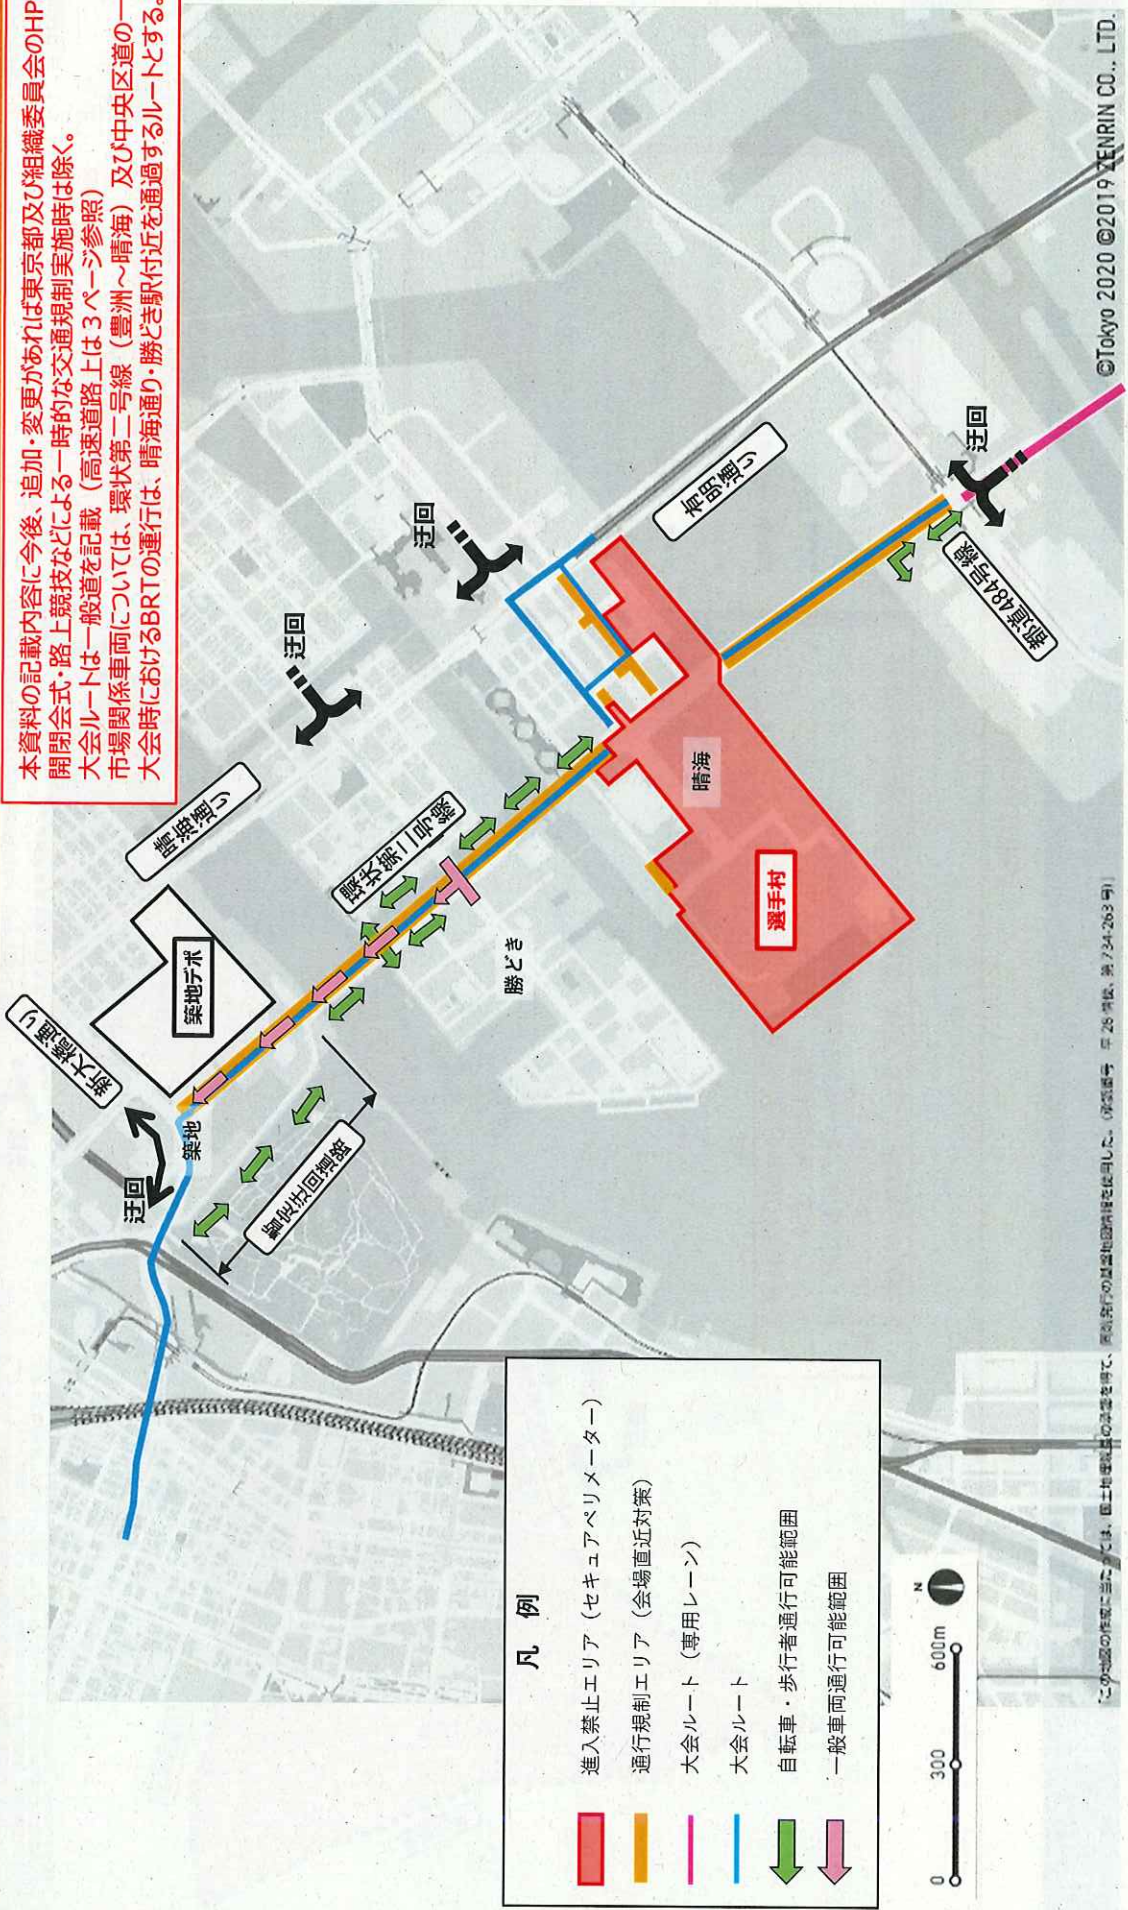 本資料の記載内容に今後、追加・変更があれば東京都及び組織委員会のHP
開閉会式・路上競技などによる一時的な交通規制実施時は除く。
大会ルートは一般道を記載（高速道路上は３ページ参照）
市場関係車両については、環状第二号線（豊洲～晴海）及び中央区道の一
大会時におけるBRTの運行は、晴海通り・勝どき駅付近を通過するルートとする。
新大橋通り
晴海通り
築地デポ
迂回
築地
環状第二号線
迂回
迂回
有明通り
暫定迂回道路
勝どき
晴海
選手村
都道484号線
迂回
凡 例
進入禁止エリア（セキュアペリメーター）
通行規制エリア（会場直近対策）
大会ルート（専用レーン）
大会ルート
自転車・歩行者通行可能範囲
一般車両通行可能範囲
N
0 300 600m
©Tokyo 2020 ©2019 ZENRIN CO., LTD.